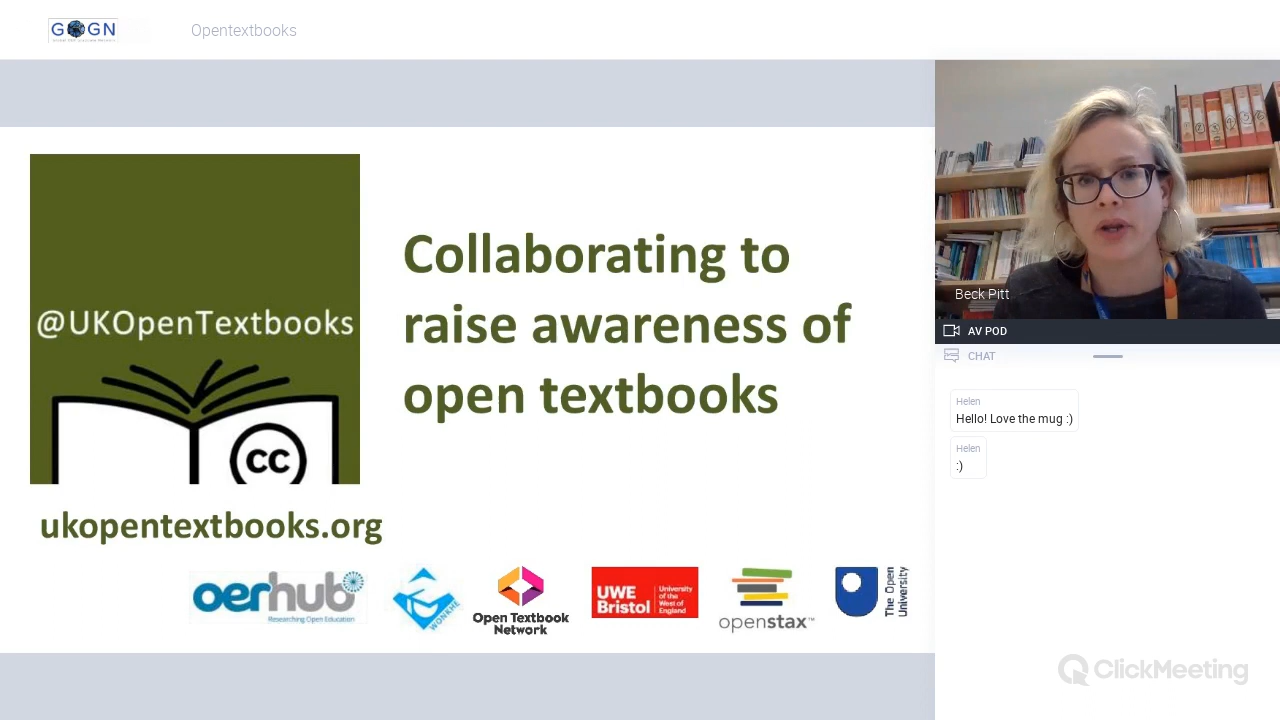 GOGN
Opentextbooks
@UKOpenTextbooks
cc
Collaborating to
raise awareness of
open textbooks
ukopentextbooks.org
oerhub
Researching Open Education
WONKHE
Open Textbook
Network
UWE
Bristol
University
of the
West of
England
openstax™
The Open
University
Beck Pitt
AV POD
CHAT
Helen
Hello! Love the mug :)
Helen
:)
ClickMeeting